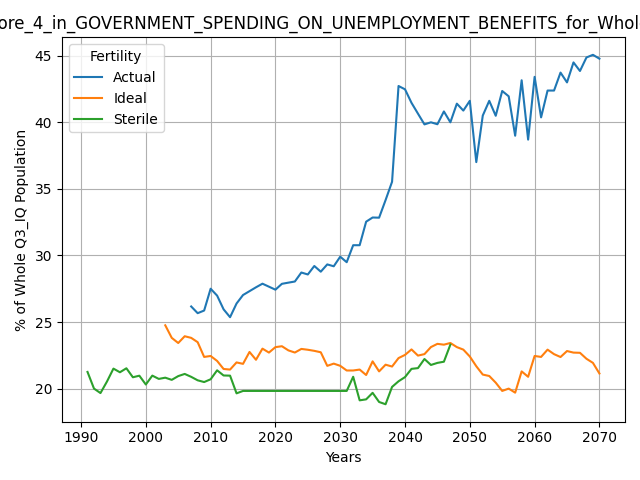 ore_4_in_GOVERNMENT_SPENDING_ON_UNEMPLOYMENT_BENEFITS_for_Whol
Fertility
Actual
Ideal
Sterile
% of Whole Q3_IQ Population
45
40
35
30
25
20
1990 2000 2010 2020 2030 2040 2050 2060 2070
Years